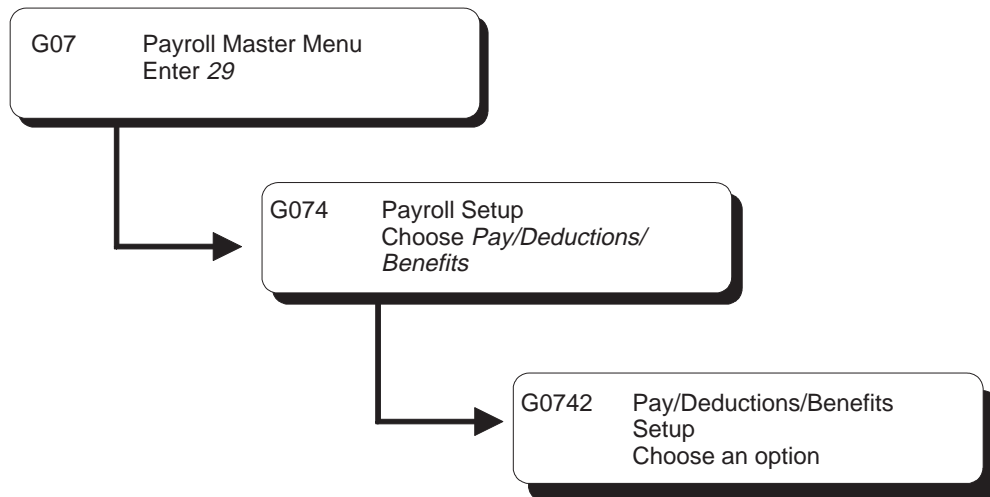 G07 Payroll Master Menu
Enter 29
G074 Payroll Setup
Choose Pay/Deductions/
Benefits
G0742 Pay/Deductions/Benefits
Setup
Choose an option